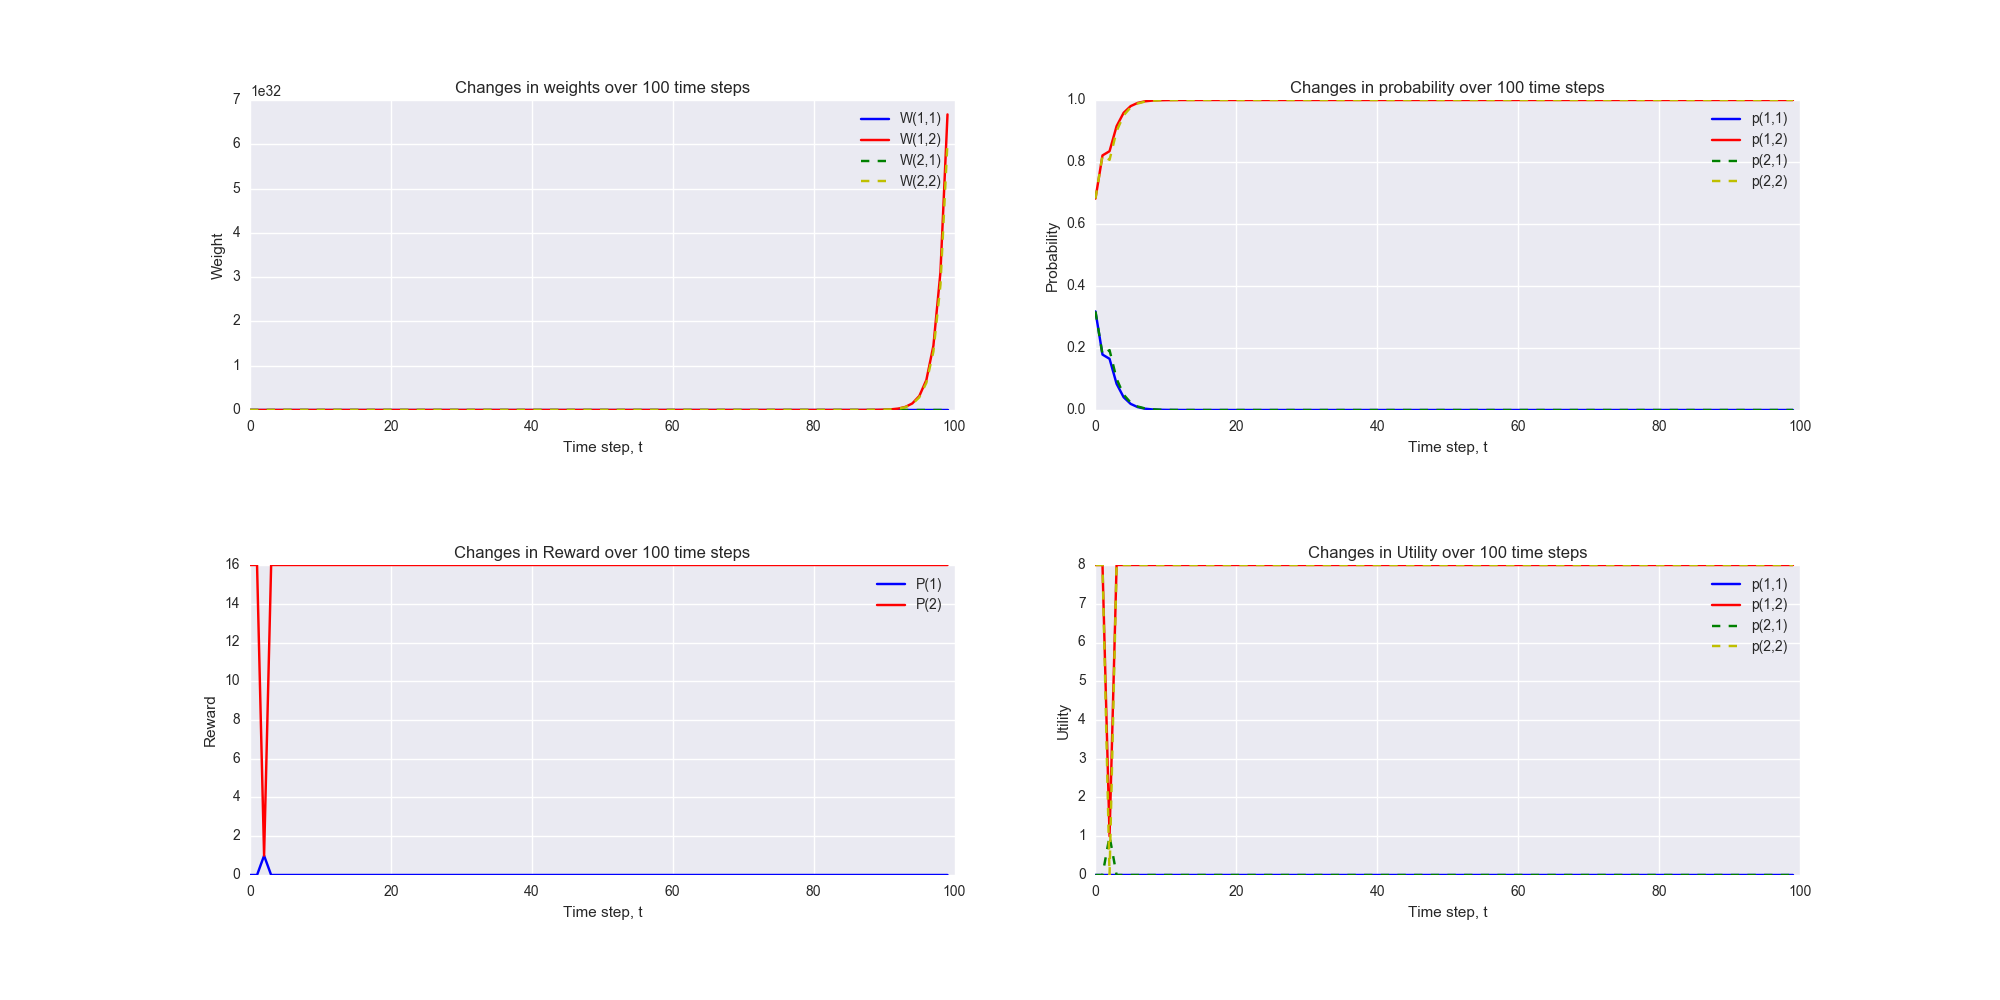 Changes in weights over 100 time steps
1e32
7
6
5
4
3
2
1
0
Weight
W(1,1)
W(1,2)
W(2,1)
W(2,2)
0 20 40 60 80 100
Time step, t
Changes in probability over 100 time steps
1.0
0.8
0.6
0.4
0.2
0.0
Probability
p(1,1)
p(1,2)
p(2,1)
p(2,2)
0 20 40 60 80 100
Time step, t
Changes in Reward over 100 time steps
16
14
12
10
8
6
4
2
0
Reward
P(1)
P(2)
0 20 40 60 80 100
Time step, t
Changes in Utility over 100 time steps
8
7
6
5
4
3
2
1
0
Utility
p(1,1)
p(1,2)
p(2,1)
p(2,2)
0 20 40 60 80 100
Time step, t